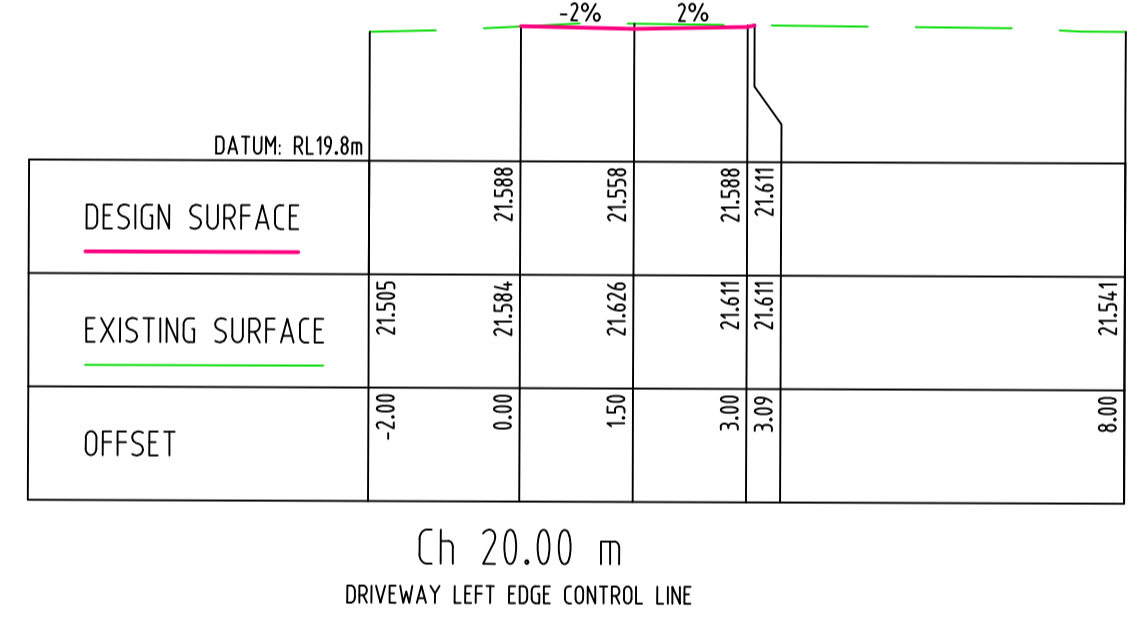 -2% 2%
DATUM: RL19.8m
DESIGN SURFACE 21.588 21.558 21.588 21.611
EXISTING SURFACE 21.505 21.584 21.626 21.611 21.611 21.541
OFFSET -2.00 0.00 1.50 3.00 3.09 8.00
Ch 20.00 m
DRIVEWAY LEFT EDGE CONTROL LINE